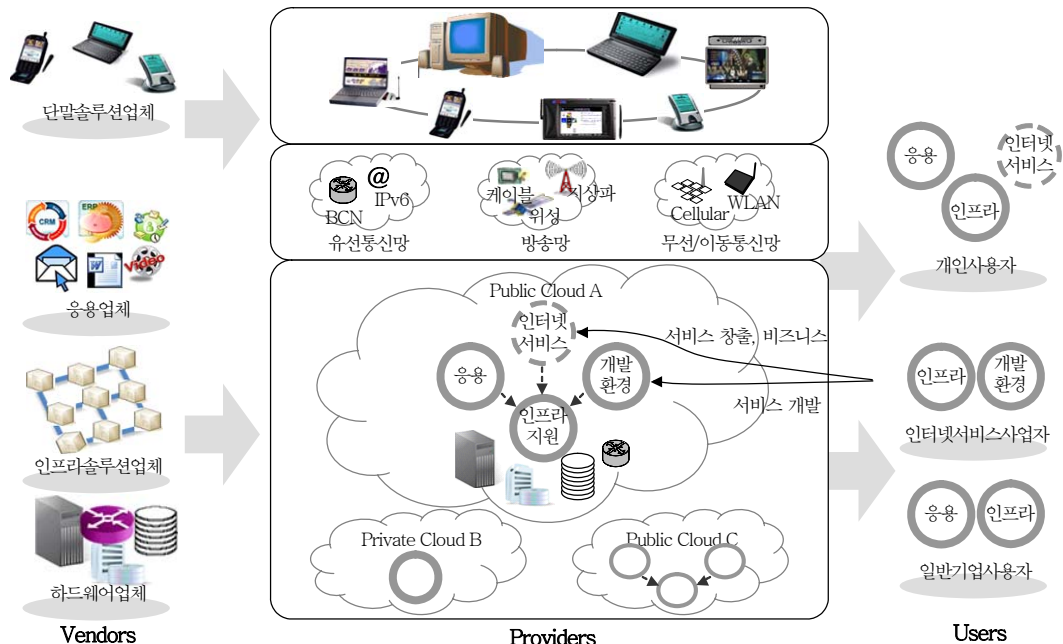 단말솔루션업체
CRM
ERP
Video
응용업체
인프라솔루션업체
하드웨어업체
Vendors
@
IPv6
BCN
유선통신망
케이블
지상파
위성
방송망
Cellular
WLAN
무선/이동통신망
Public Cloud A
인터넷
서비스
응용
개발
환경
인프라
지원
서비스 창출, 비즈니스
서비스 개발
Private Cloud B
Public Cloud C
Providers
응용
인터넷
서비스
인프라
개인사용자
인프라
개발
환경
인터넷서비스사업자
응용
인프라
일반기업사용자
Users